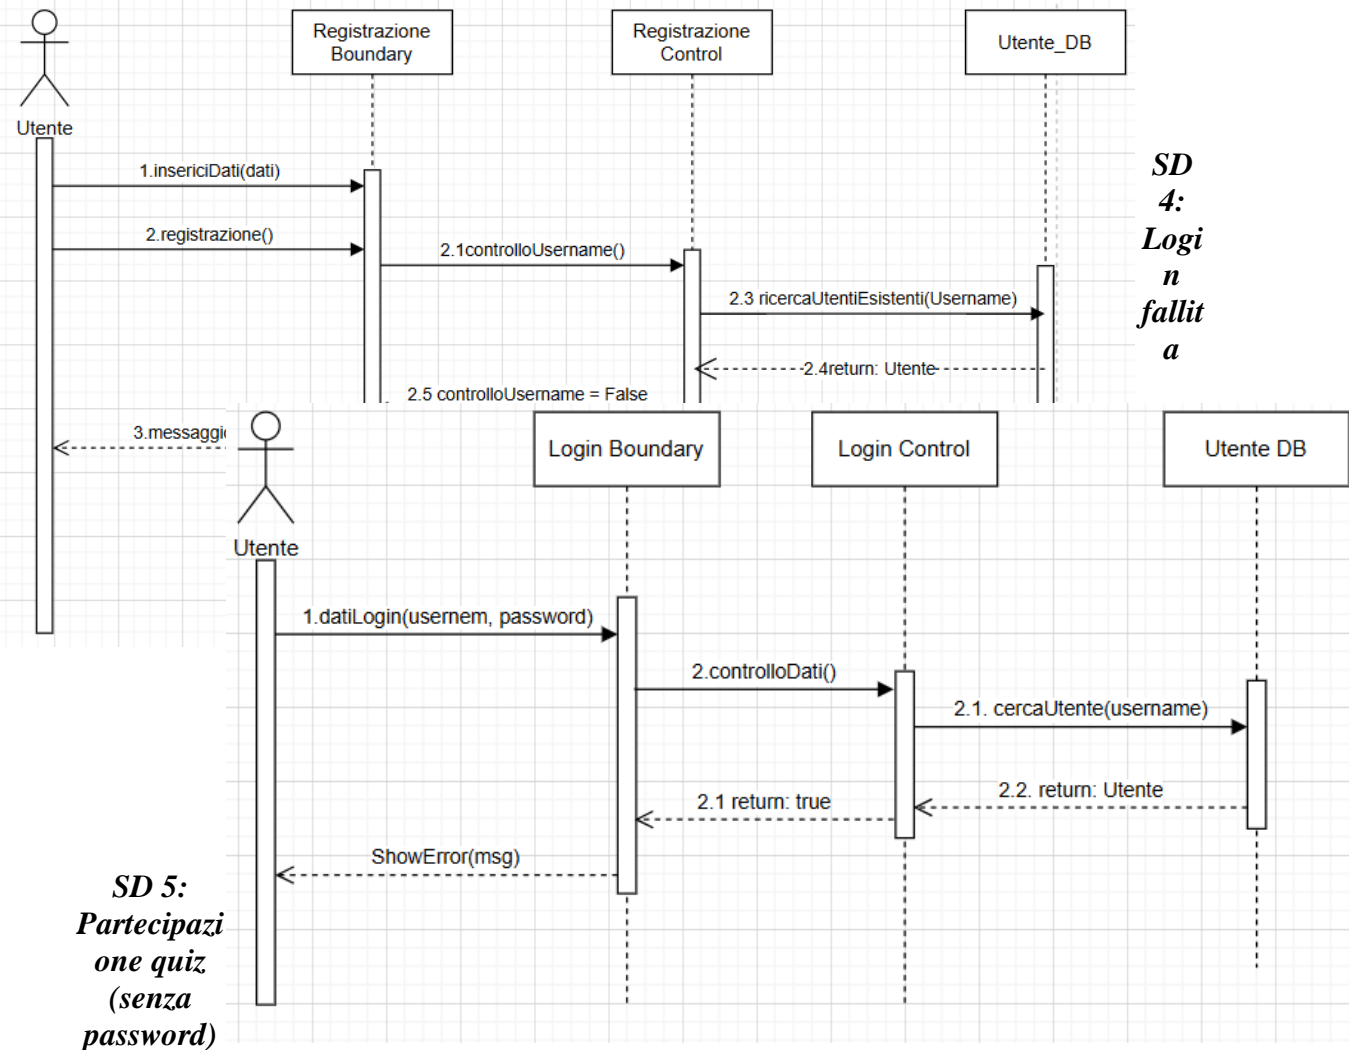 Registrazione
Boundary
Registrazione
Control
Utente_DB
Utente
1.insericiDati(dati)
2.registrazione()
2.1controlloUsername()
2.3 ricercaUtentiEsistenti(Username)
2.4return: Utente
2.5 controlloUsername = False
3.messaggi
SD
4:
Logi
n
fallit
a
Login Boundary
Login Control
Utente DB
Utente
1.datiLogin(usernem, password)
2.controlloDati()
2.1. cercaUtente(username)
2.2. return: Utente
2.1 return: true
ShowError(msg)
SD 5:
Partecipazi
one quiz
(senza
password)